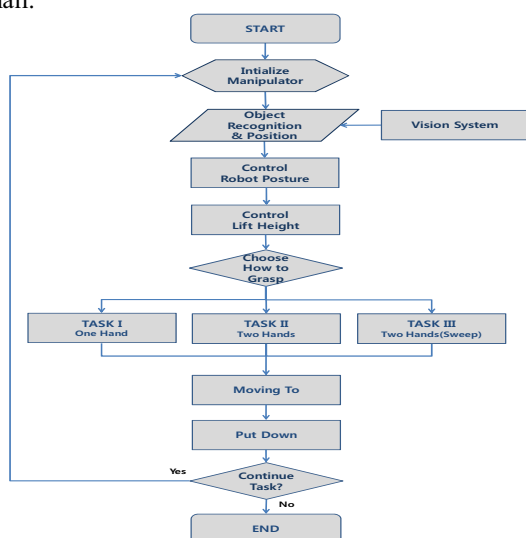 START
Intialize
Manipulator
Object
Recognition
& Position
Vision System
Control
Robot Posture
Control
Lift Height
Choose
How to
Grasp
TASK I
One Hand
TASK II
Two Hands
TASK III
Two Hands(Sweep)
Moving To
Put Down
Yes
Continue
Task?
No
END